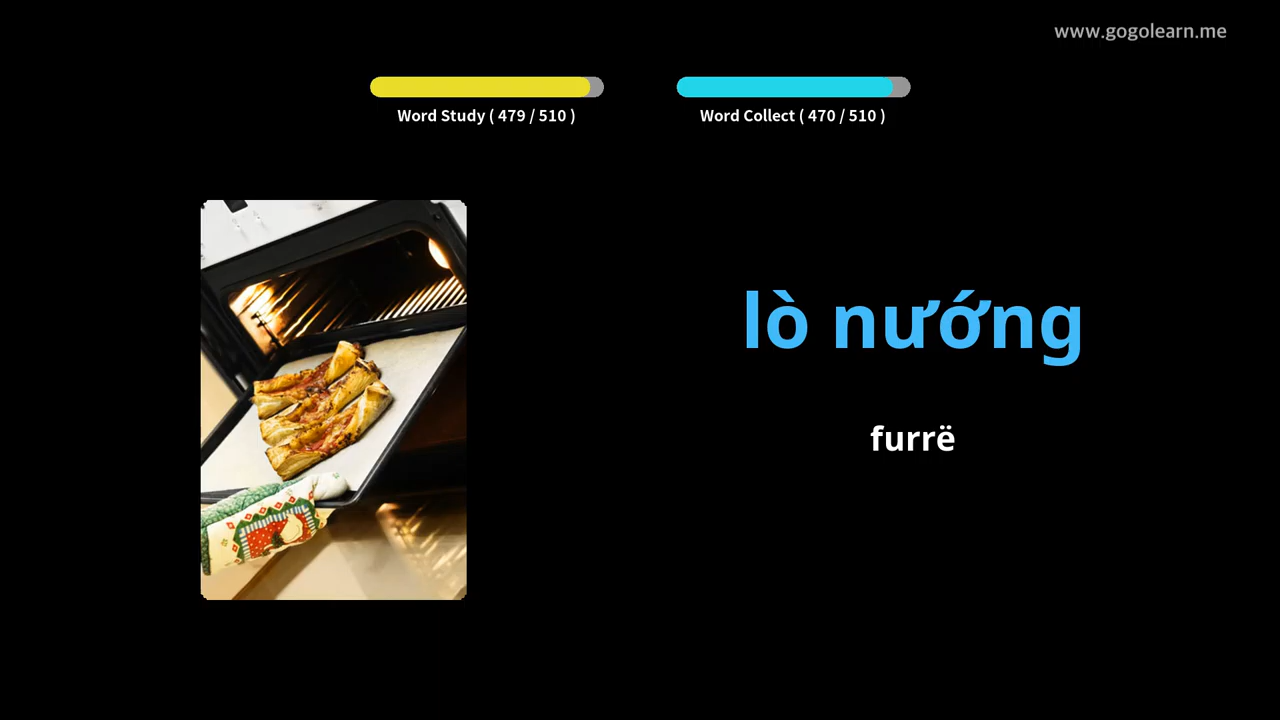 www.gogolearn.me
Word Study ( 479 / 510 )
Word Collect ( 470 / 510 )
lò nướng
furrë